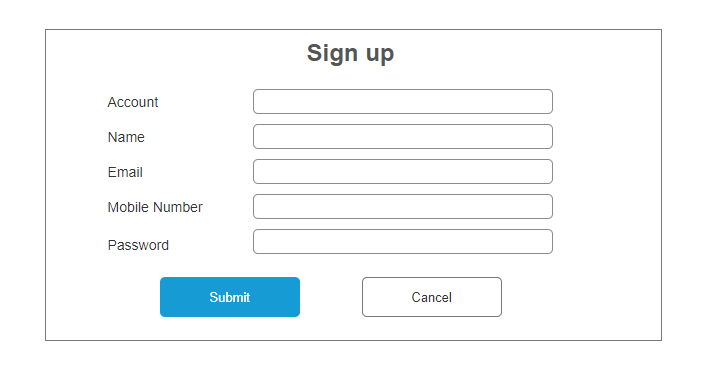 Sign up
Account
Name
Email
Mobile Number
Password
Submit
Cancel